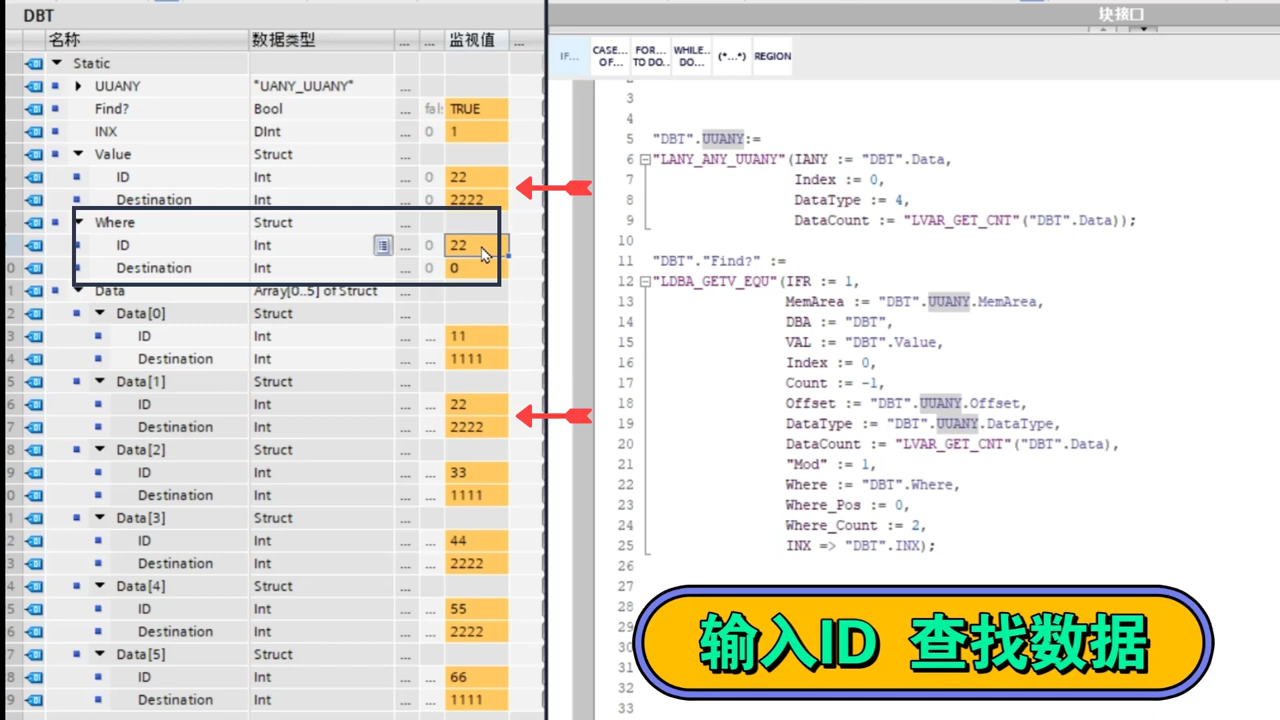 DBT
名称 数据类型 ... ... 监视值 ...
Static
UUANY "UANY_UUANY" ...
Find? Bool ... fal: TRUE
INX DInt ... 0 1
Value Struct ...
ID Int ... 0 22
Destination Int ... 0 2222
Where Struct ...
ID Int ... 0 22
Destination Int ... 0 0
Data Array[0..5] of Struct ...
Data[0] Struct ...
ID Int ... ... 11
Destination Int ... ... 1111
Data[1] Struct ...
ID Int ... ... 22
Destination Int ... ... 2222
Data[2] Struct ...
ID Int ... ... 33
Destination Int ... ... 1111
Data[3] Struct ...
ID Int ... ... 44
Destination Int ... ... 2222
Data[4] Struct ...
ID Int ... ... 55
Destination Int ... ... 2222
Data[5] Struct ...
ID Int ... ... 66
Destination Int ... ... 1111
块接口
IF... CASE... OF... FOR... TO DO.. WHILE.. DO... (*...*) REGION
3
4
5 "DBT".UUANY:=
6 "LANY_ANY_UUANY"(IANY := "DBT".Data,
7 Index := 0,
8 DataType := 4,
9 DataCount := "LVAR_GET_CNT"("DBT".Data));
10
11 "DBT"."Find?" :=
12 "LDBA_GETV_EQU"(IFR := 1,
13 MemArea := "DBT".UUANY.MemArea,
14 DBA := "DBT",
15 VAL := "DBT".Value,
16 Index := 0,
17 Count := -1,
18 Offset := "DBT".UUANY.Offset,
19 DataType := "DBT".UUANY.DataType,
20 DataCount := "LVAR_GET_CNT"("DBT".Data),
21 "Mod" := 1,
22 Where := "DBT".Where,
23 Where_Pos := 0,
24 Where_Count := 2,
25 INX => "DBT".INX);
26
27
28
29
30
31
32
33
输入ID 查找数据